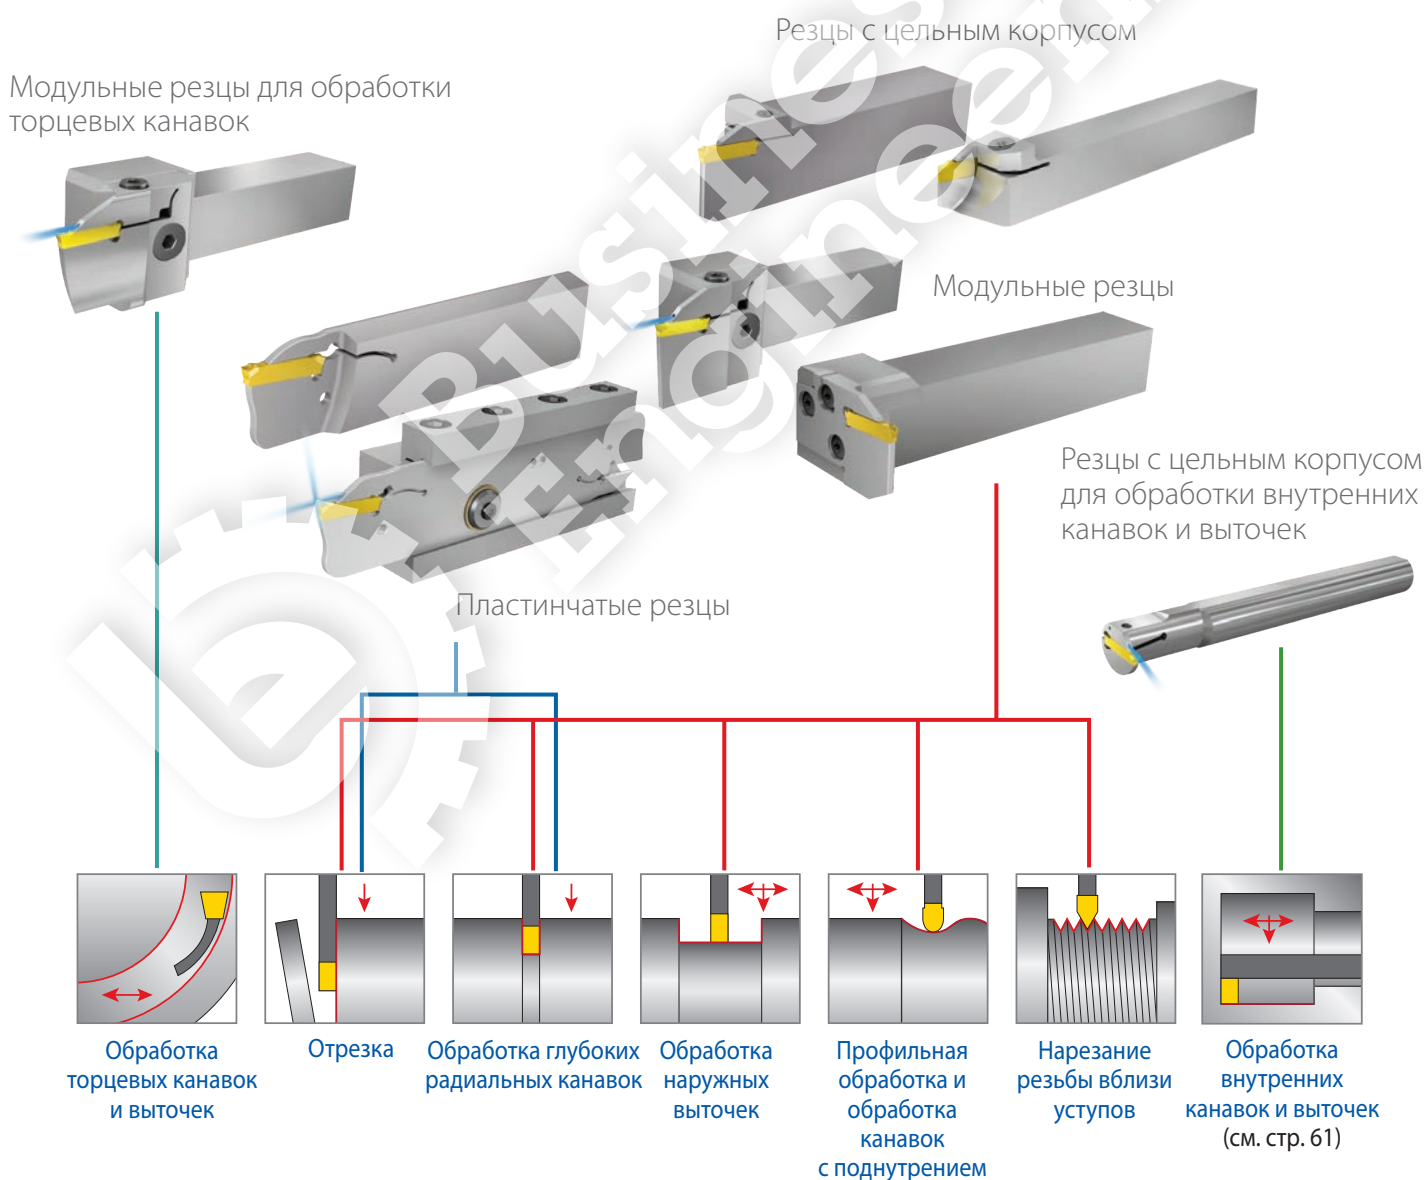 Резцы с цельным корпусом
Модульные резцы для обработки
торцевых канавок
Модульные резцы
Резцы с цельным корпусом
для обработки внутренних
канавок и выточек
Пластинчатые резцы
Обработка
торцевых канавок
и выточек
Отрезка
Обработка глубоких
радиальных канавок
Обработка
наружных
выточек
Профильная
обработка и
обработка
канавок
с поднутрением
Нарезание
резьбы вблизи
уступов
Обработка
внутренних
канавок и выточек
(см. стр. 61)